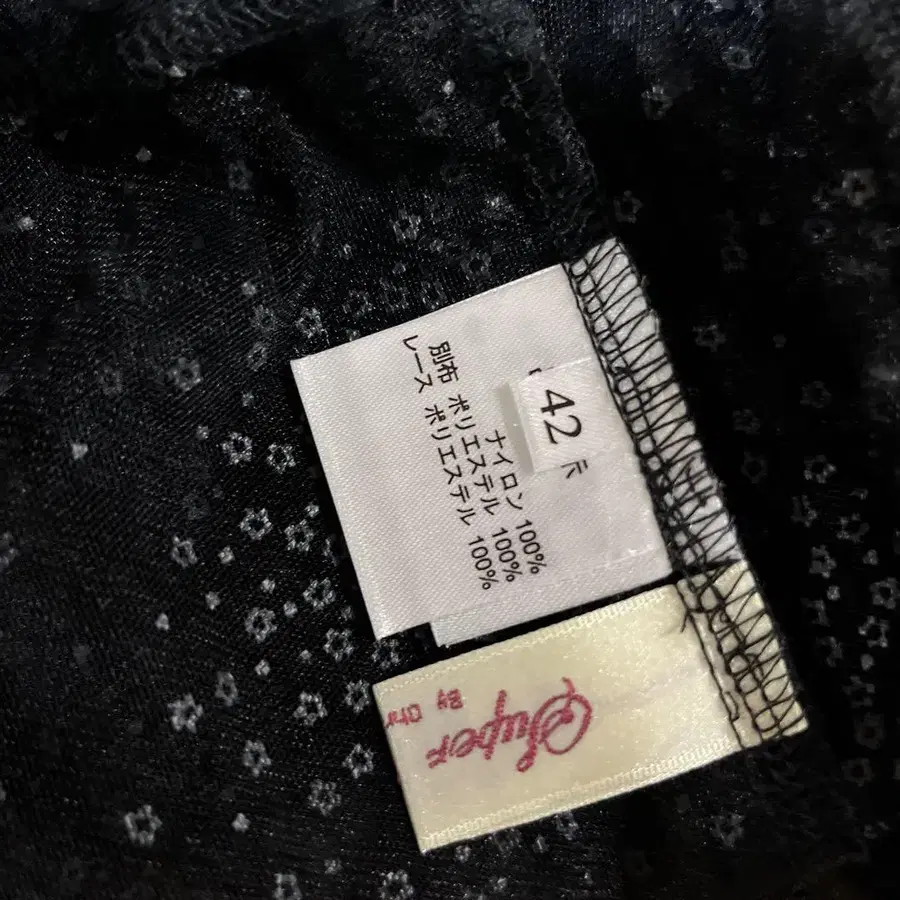 42
ナイロン 100%
別布 ポリエステル 100%
レース ポリエステル 100%
Super
By